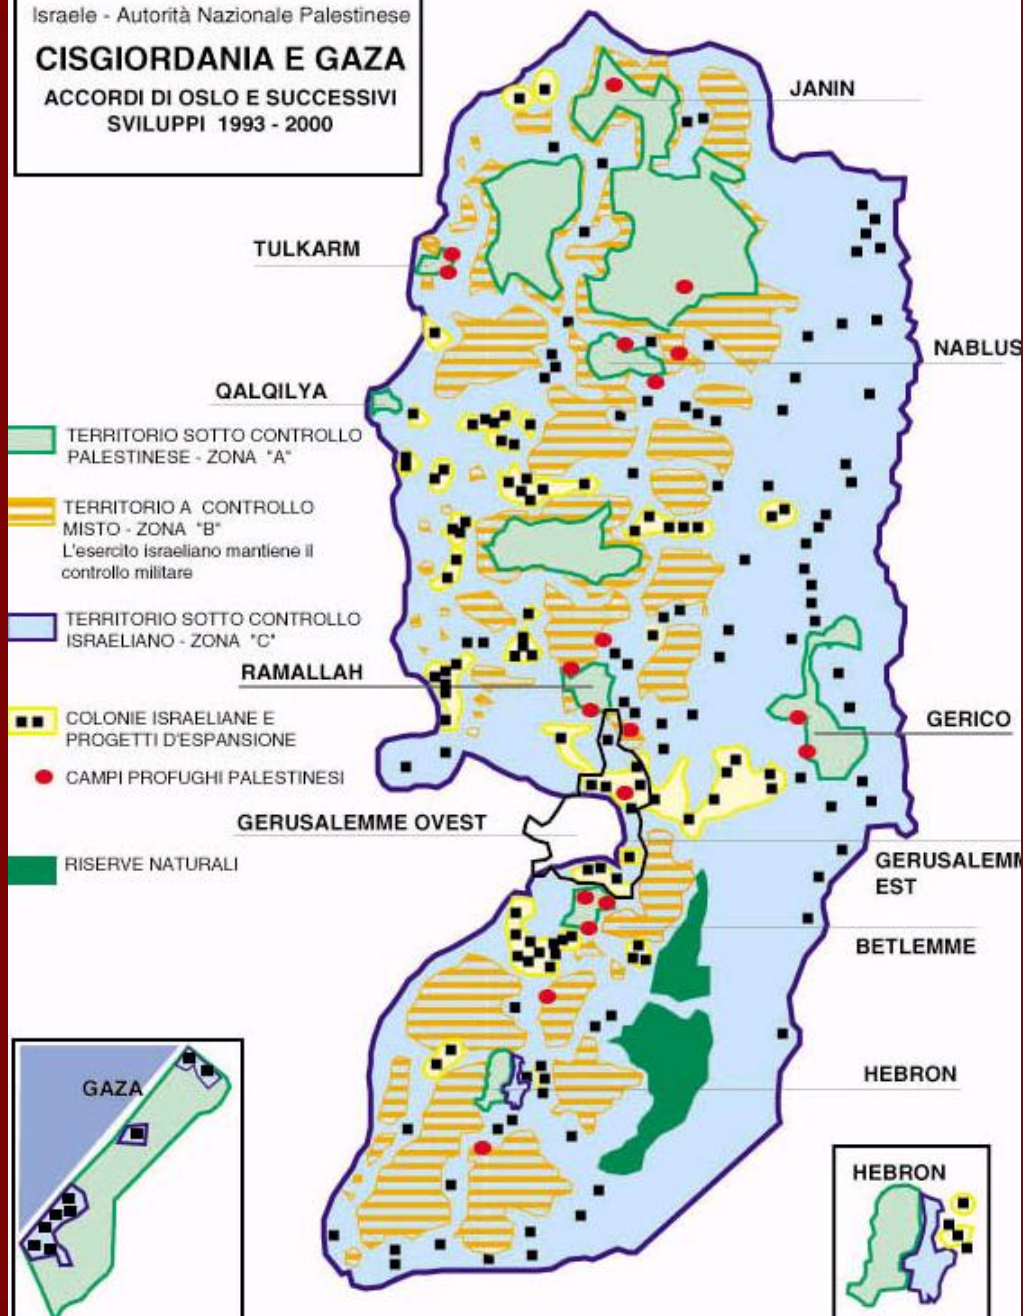 Israele - Autorità Nazionale Palestinese
CISGIORDANIA E GAZA
ACCORDI DI OSLO E SUCCESSIVI
SVILUPPI 1993 - 2000
JANIN
TULKARM
NABLUS
QALQILYA
TERRITORIO SOTTO CONTROLLO
PALESTINESE - ZONA "A"
TERRITORIO A CONTROLLO
MISTO - ZONA "B"
L'esercito israeliano mantiene il
controllo militare
TERRITORIO SOTTO CONTROLLO
ISRAELIANO - ZONA "C"
RAMALLAH
COLONIE ISRAELIANE E
PROGETTI D'ESPANSIONE
GERICO
CAMPI PROFUGHI PALESTINESI
GERUSALEMME OVEST
RISERVE NATURALI
GERUSALEMM
EST
BETLEMME
GAZA
HEBRON
HEBRON